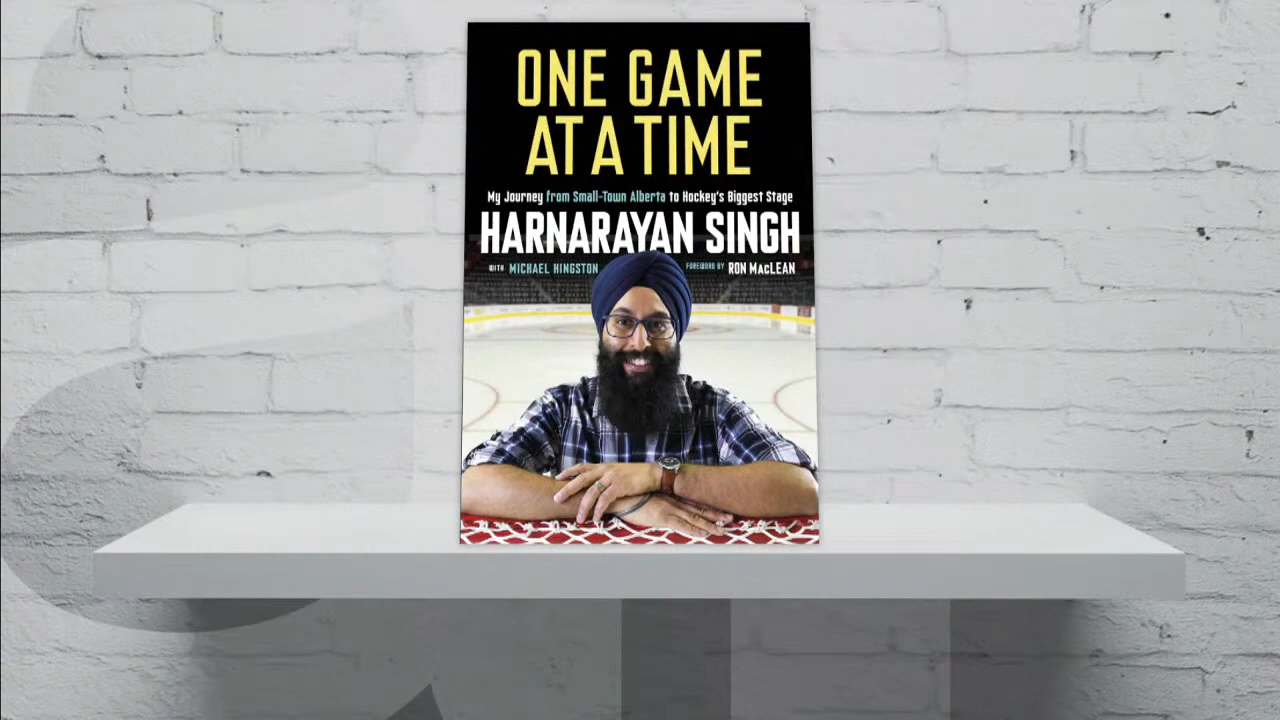 ONE GAME
AT A TIME
My Journey from Small-Town Alberta to Hockey's Biggest Stage
HARNARAYAN SINGH
WITH MICHAEL HINGSTON FOREWORD BY RON MacLEAN